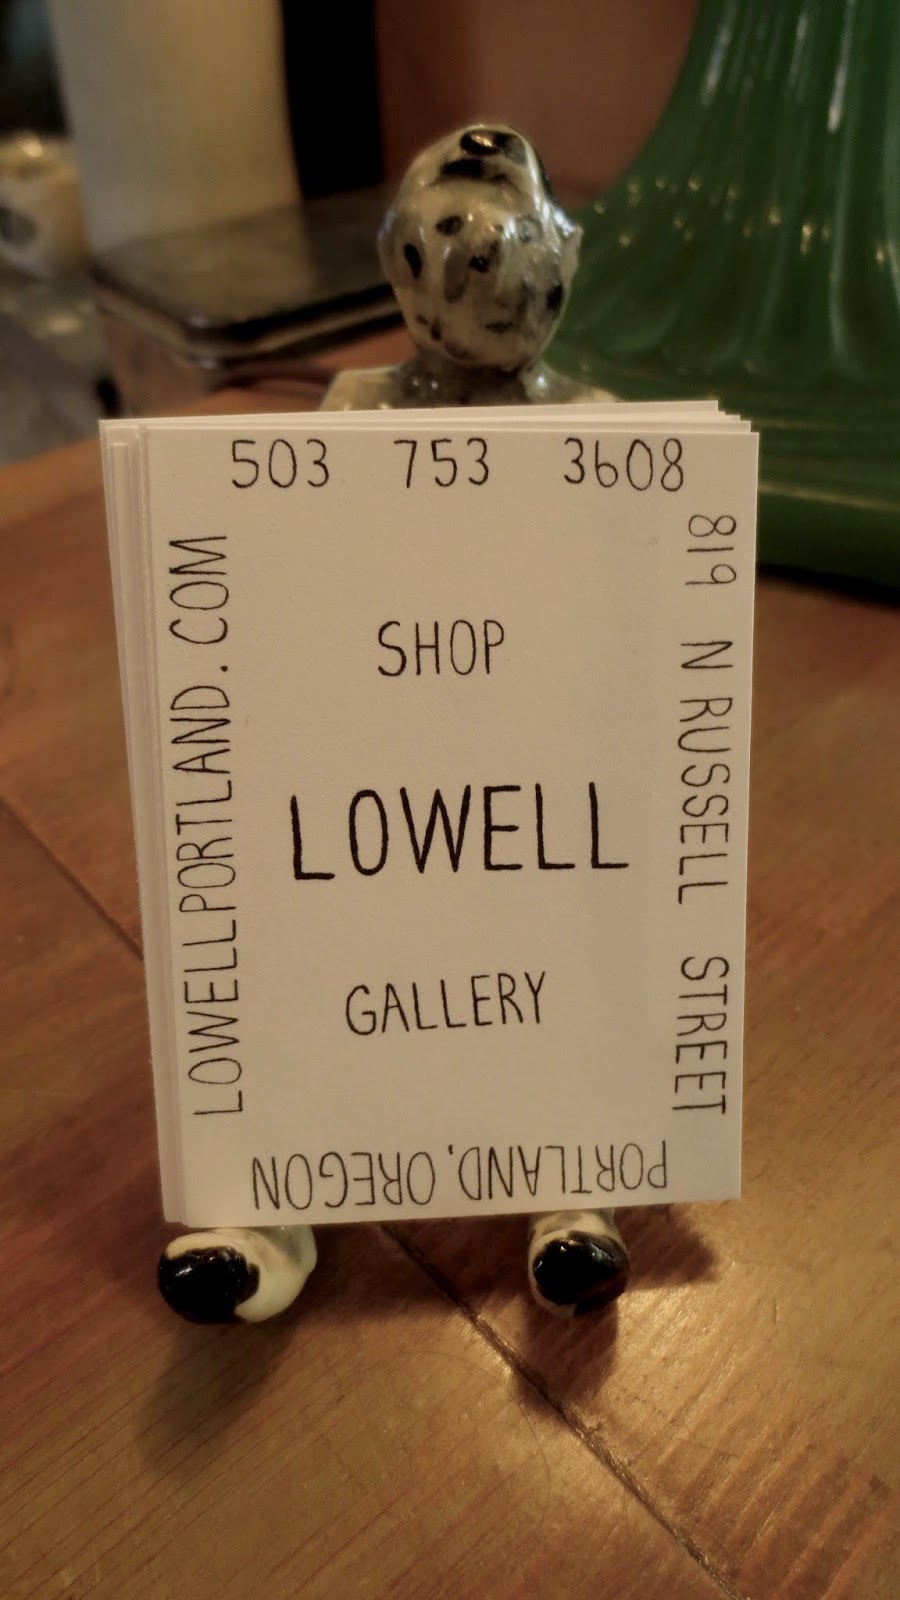 503 753 3608
819 N RUSSELL STREET
PORTLAND, OREGON
LOWELLPORTLAND.COM
SHOP
LOWELL
GALLERY